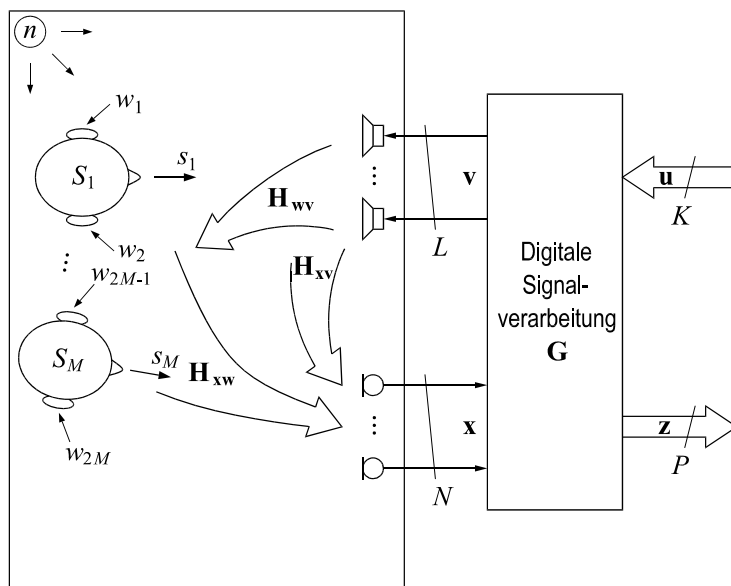 n
w1
S1
s1
w2
⋮
w2M-1
SM
sM
w2M
Hwv
Hxv
Hxw
...
...
v
L
x
N
Digitale
Signal-
verarbeitung
G
u
K
z
P